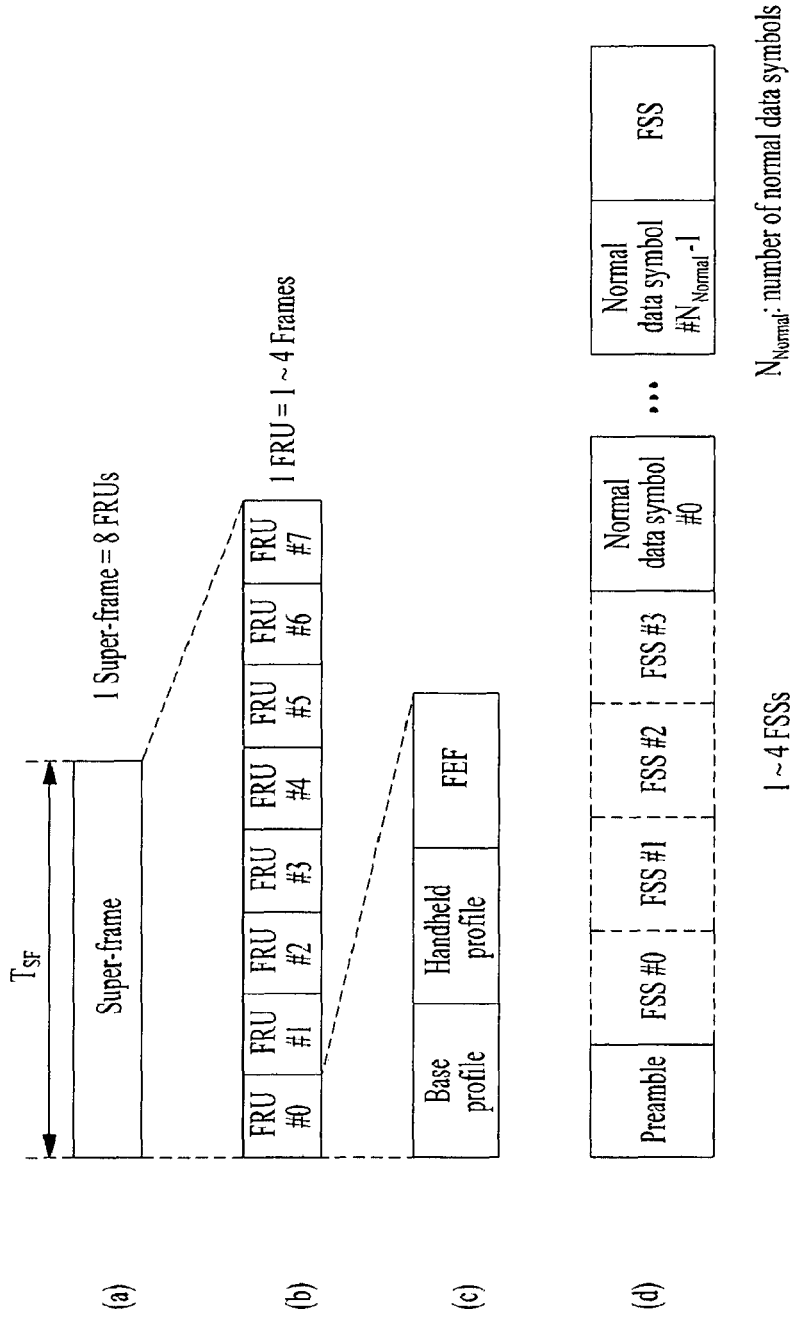 (a)
T_SF
Super-frame
1 Super-frame = 8 FRUs
(b)
FRU
#0
FRU
#1
FRU
#2
FRU
#3
FRU
#4
FRU
#5
FRU
#6
FRU
#7
1 FRU = 1 ~ 4 Frames
(c)
Base
profile
Handheld
profile
FEF
(d)
Preamble
FSS #0
FSS #1
FSS #2
FSS #3
Normal
data symbol
#0
•••
Normal
data symbol
#N_Normal-1
FSS
1 ~ 4 FSSs
N_Normal: number of normal data symbols